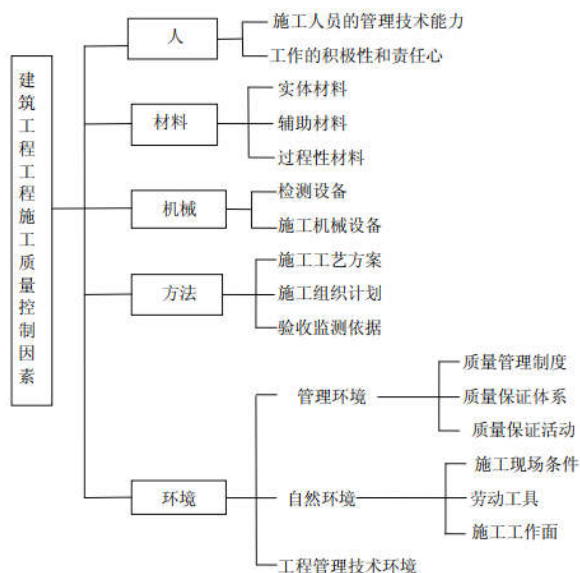 建筑工程工程施工质量控制因素
人
施工人员的管理技术能力
工作的积极性和责任心
材料
实体材料
辅助材料
过程性材料
机械
检测设备
施工机械设备
方法
施工工艺方案
施工组织计划
验收监测依据
环境
管理环境
质量管理制度
质量保证体系
质量保证活动
自然环境
施工现场条件
劳动工具
施工工作面
工程管理技术环境